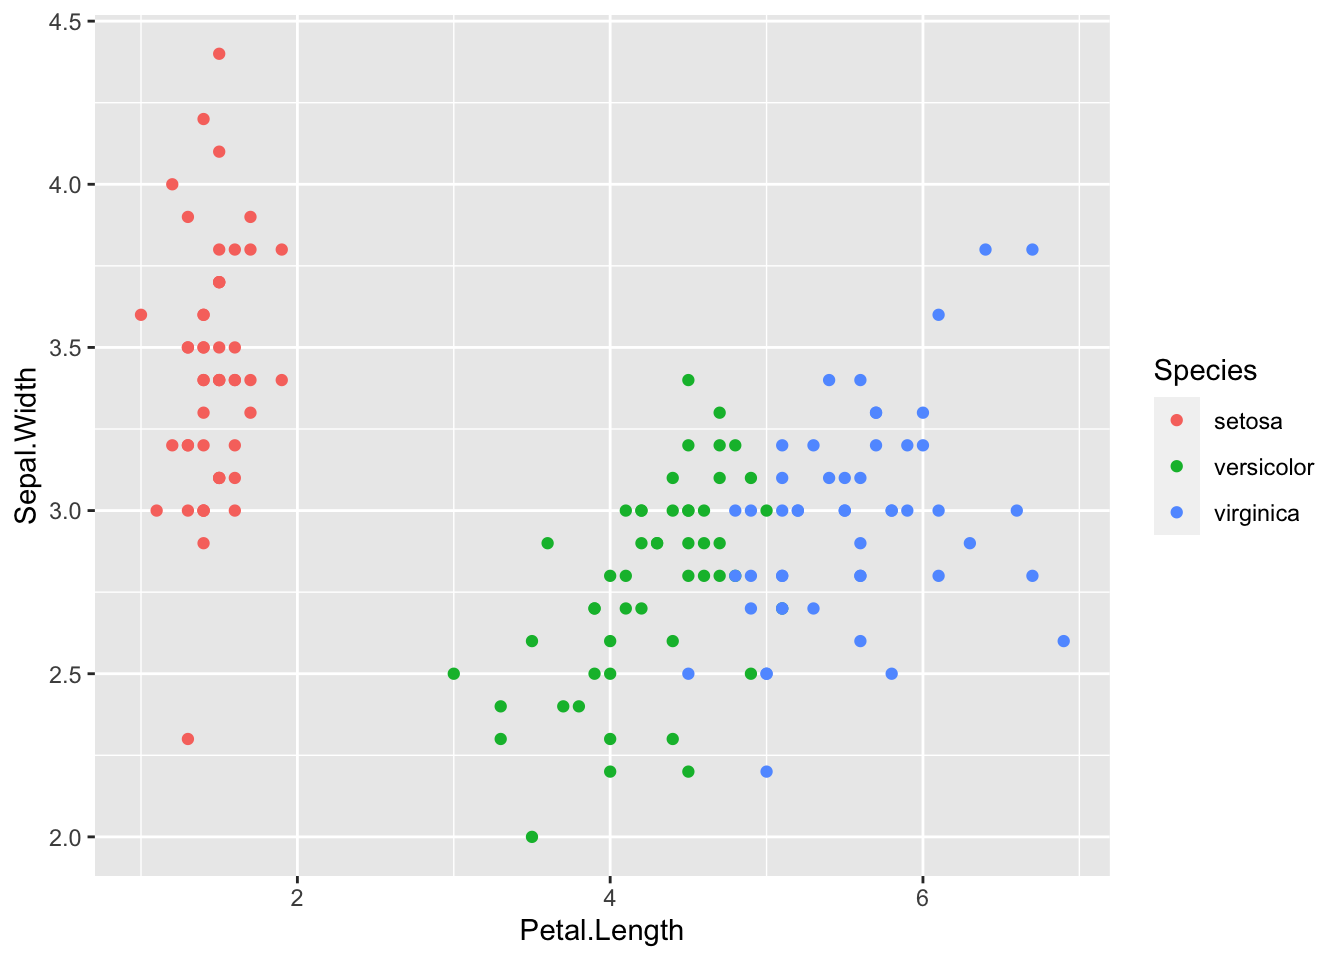 4.5
4.0
3.5
3.0
2.5
2.0
Sepal.Width
2 4 6
Petal.Length
Species
setosa
versicolor
virginica